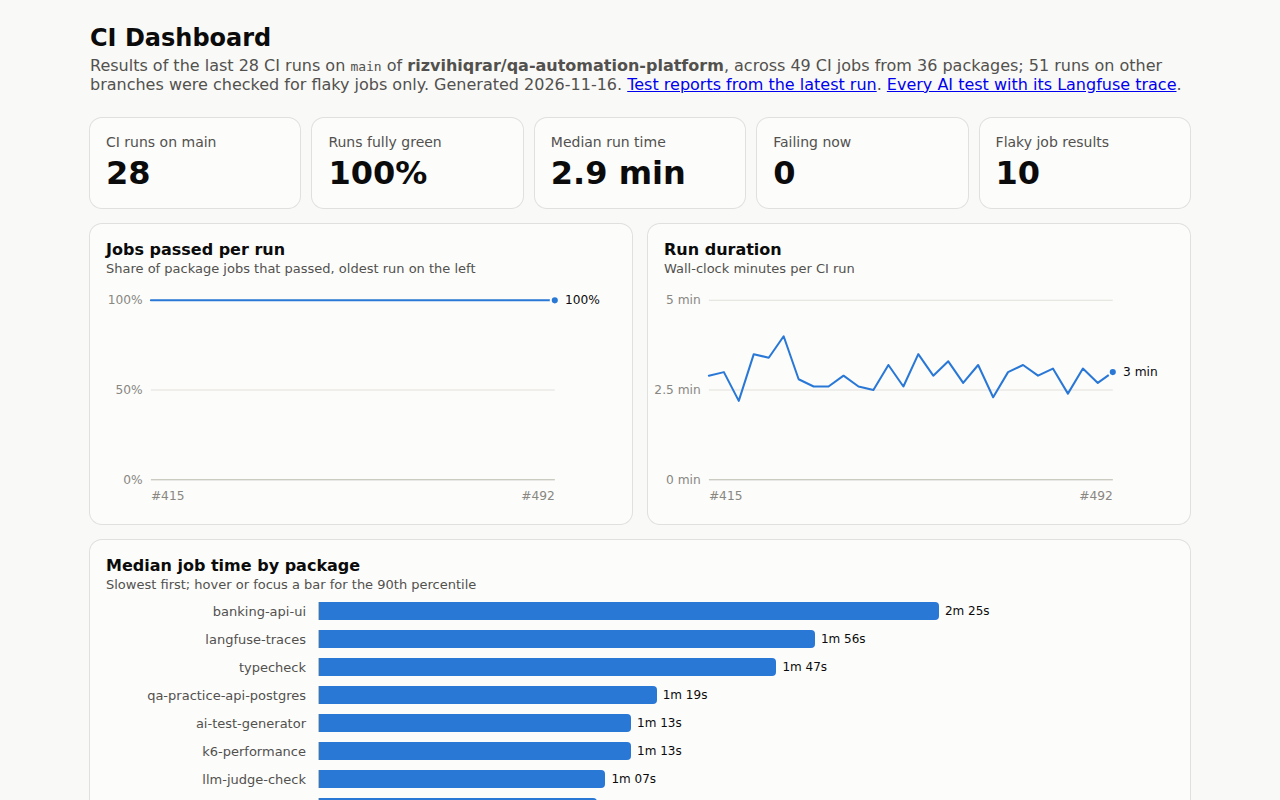 CI Dashboard
Results of the last 28 CI runs on main of rizvihiqrar/qa-automation-platform, across 49 CI jobs from 36 packages; 51 runs on other
branches were checked for flaky jobs only. Generated 2026-11-16. Test reports from the latest run. Every AI test with its Langfuse trace.
CI runs on main
28
Runs fully green
100%
Median run time
2.9 min
Failing now
0
Flaky job results
10
Jobs passed per run
Share of package jobs that passed, oldest run on the left
100%
100%
50%
0%
#415
#492
Run duration
Wall-clock minutes per CI run
5 min
3 min
2.5 min
0 min
#415
#492
Median job time by package
Slowest first; hover or focus a bar for the 90th percentile
banking-api-ui 2m 25s
langfuse-traces 1m 56s
typecheck 1m 47s
qa-practice-api-postgres 1m 19s
ai-test-generator 1m 13s
k6-performance 1m 13s
llm-judge-check 1m 07s